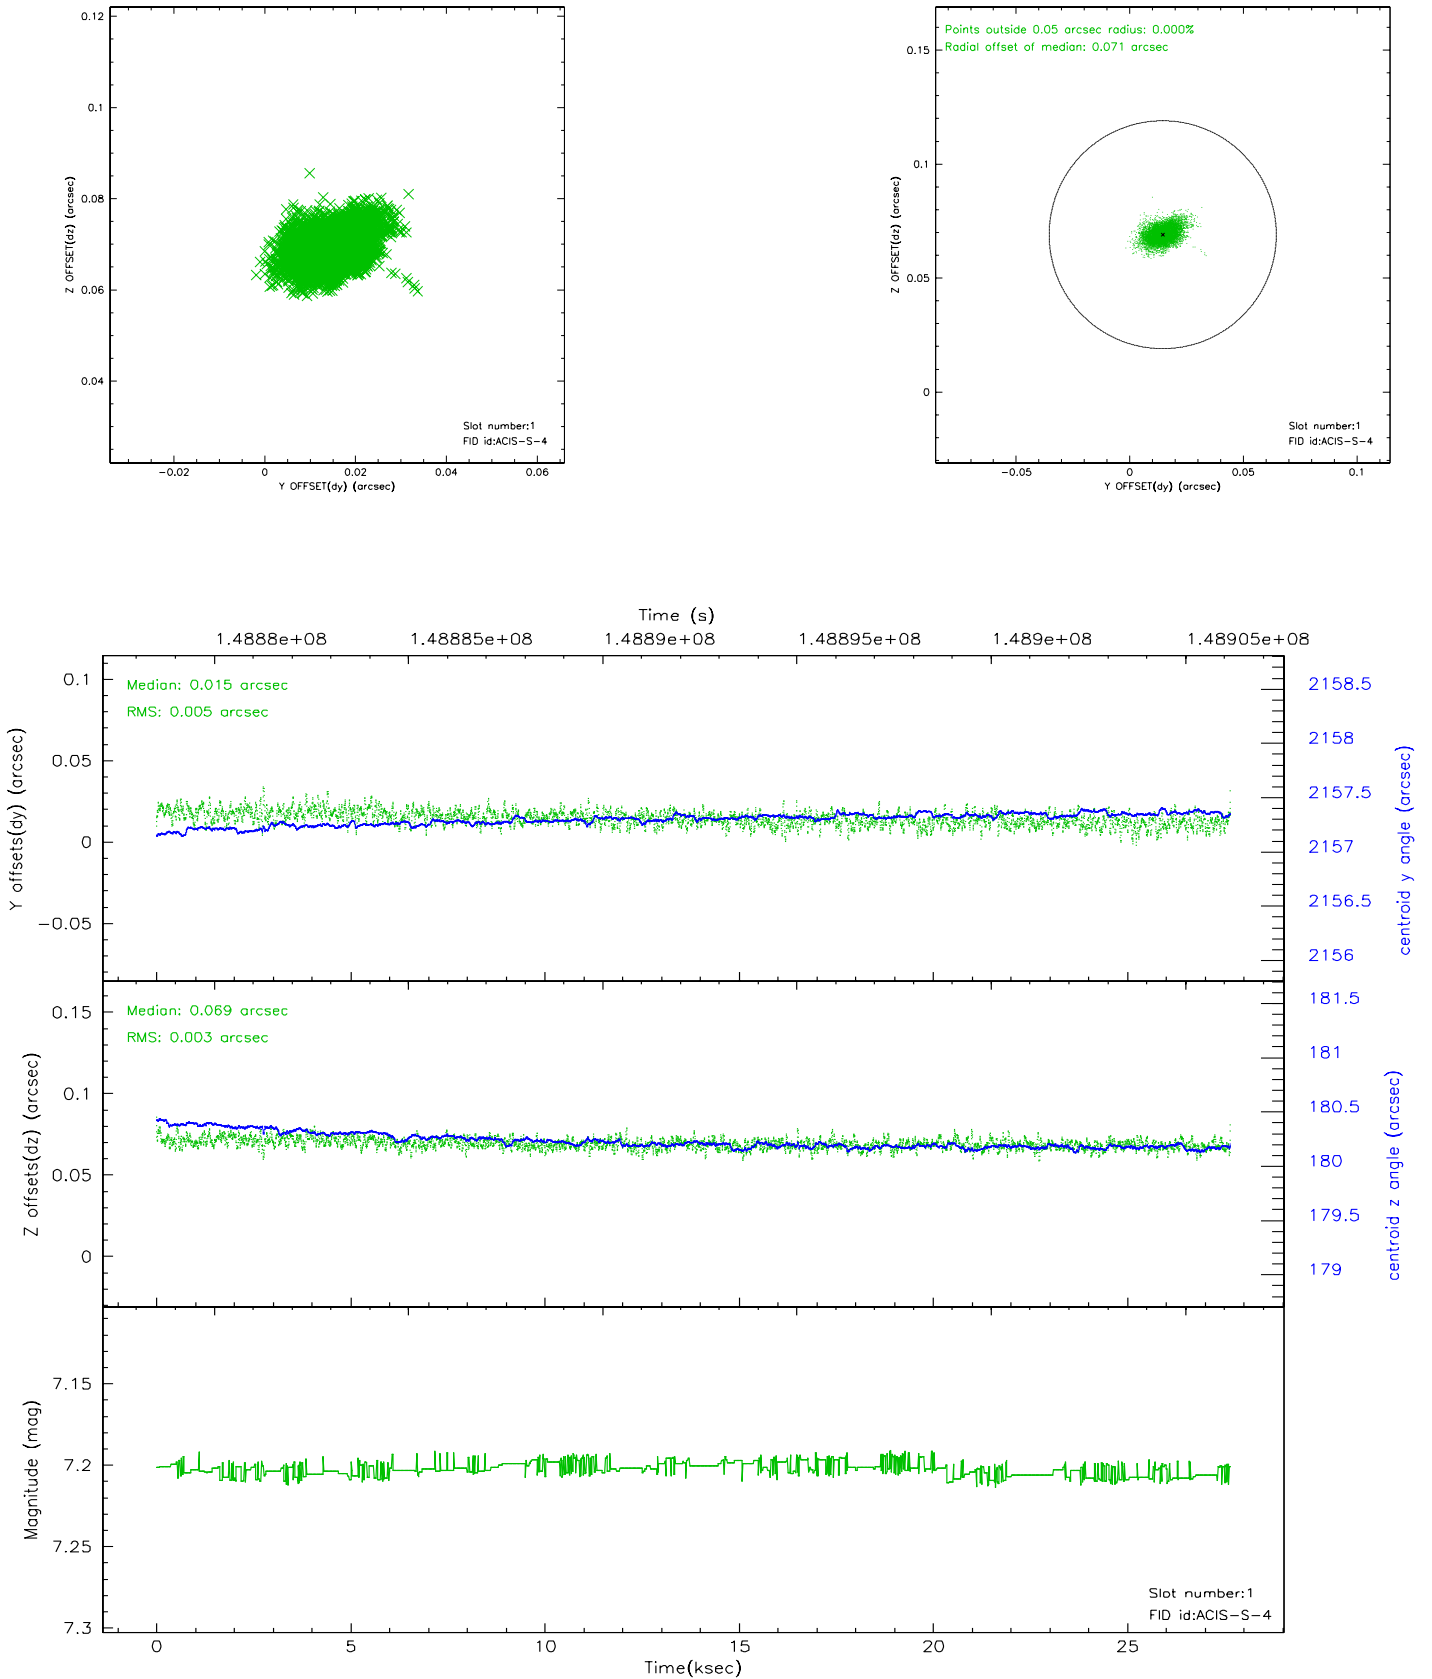 0.12
0.1
0.08
0.06
0.04
Z OFFSET(dz) (arcsec)
Slot number:1
FID id:ACIS-S-4
-0.02 0 0.02 0.04 0.06
Y OFFSET(dy) (arcsec)
Points outside 0.05 arcsec radius: 0.000%
Radial offset of median: 0.071 arcsec
0.15
0.1
0.05
0
Z OFFSET(dz) (arcsec)
Slot number:1
FID id:ACIS-S-4
-0.05 0 0.05 0.1
Y OFFSET(dy) (arcsec)
Time (s)
1.4888e+08 1.48885e+08 1.4889e+08 1.48895e+08 1.489e+08 1.48905e+08
Median: 0.015 arcsec
RMS: 0.005 arcsec
0.1
0.05
0
-0.05
Y offsets(dy) (arcsec)
2158.5
2158
2157.5
2157
2156.5
2156
centroid y angle (arcsec)
Median: 0.069 arcsec
RMS: 0.003 arcsec
0.15
0.1
0.05
0
Z offsets(dz) (arcsec)
181.5
181
180.5
180
179.5
179
centroid z angle (arcsec)
7.15
7.2
7.25
7.3
Magnitude (mag)
Slot number:1
FID id:ACIS-S-4
0 5 10 15 20 25
Time(ksec)